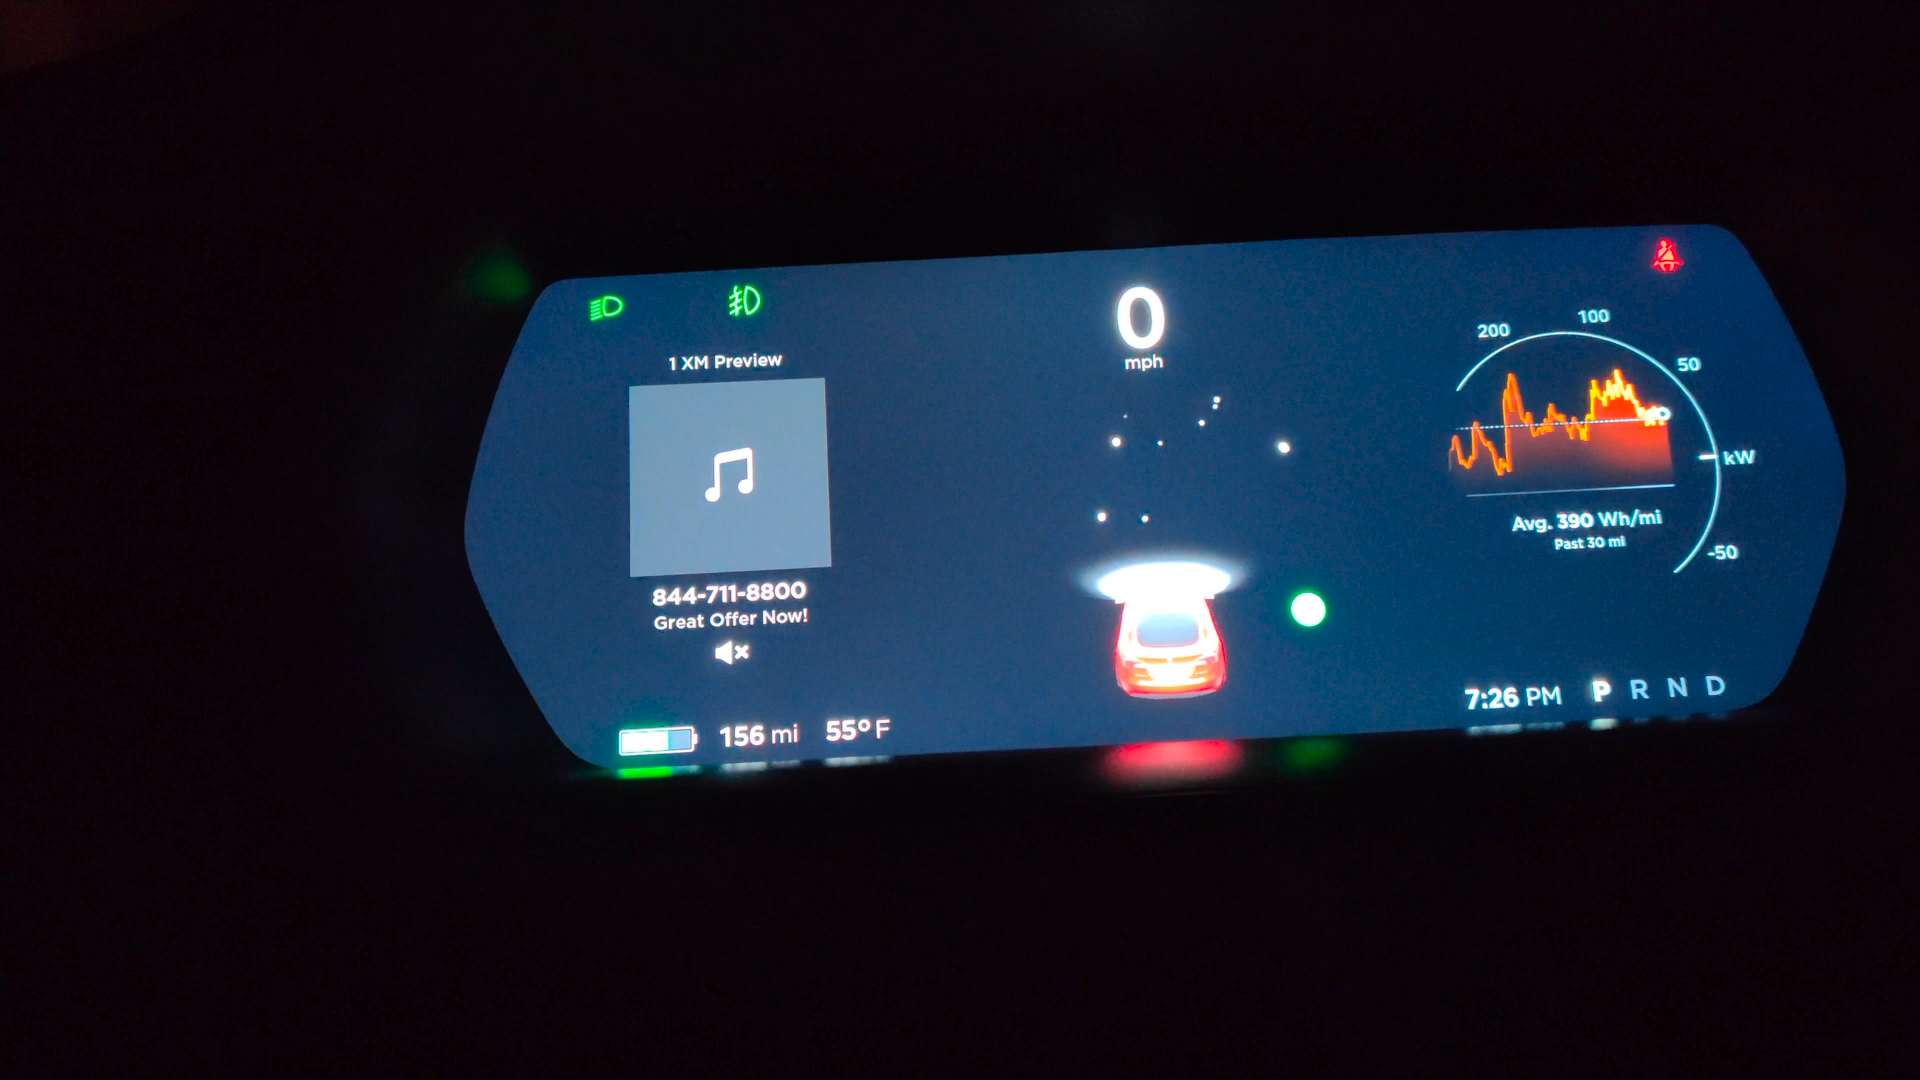 1 XM Preview
844-711-8800
Great Offer Now!
156 mi
55°F
0
mph
200
100
50
kW
-50
Avg. 390 Wh/mi
Past 30 mi
7:26 PM
P R N D